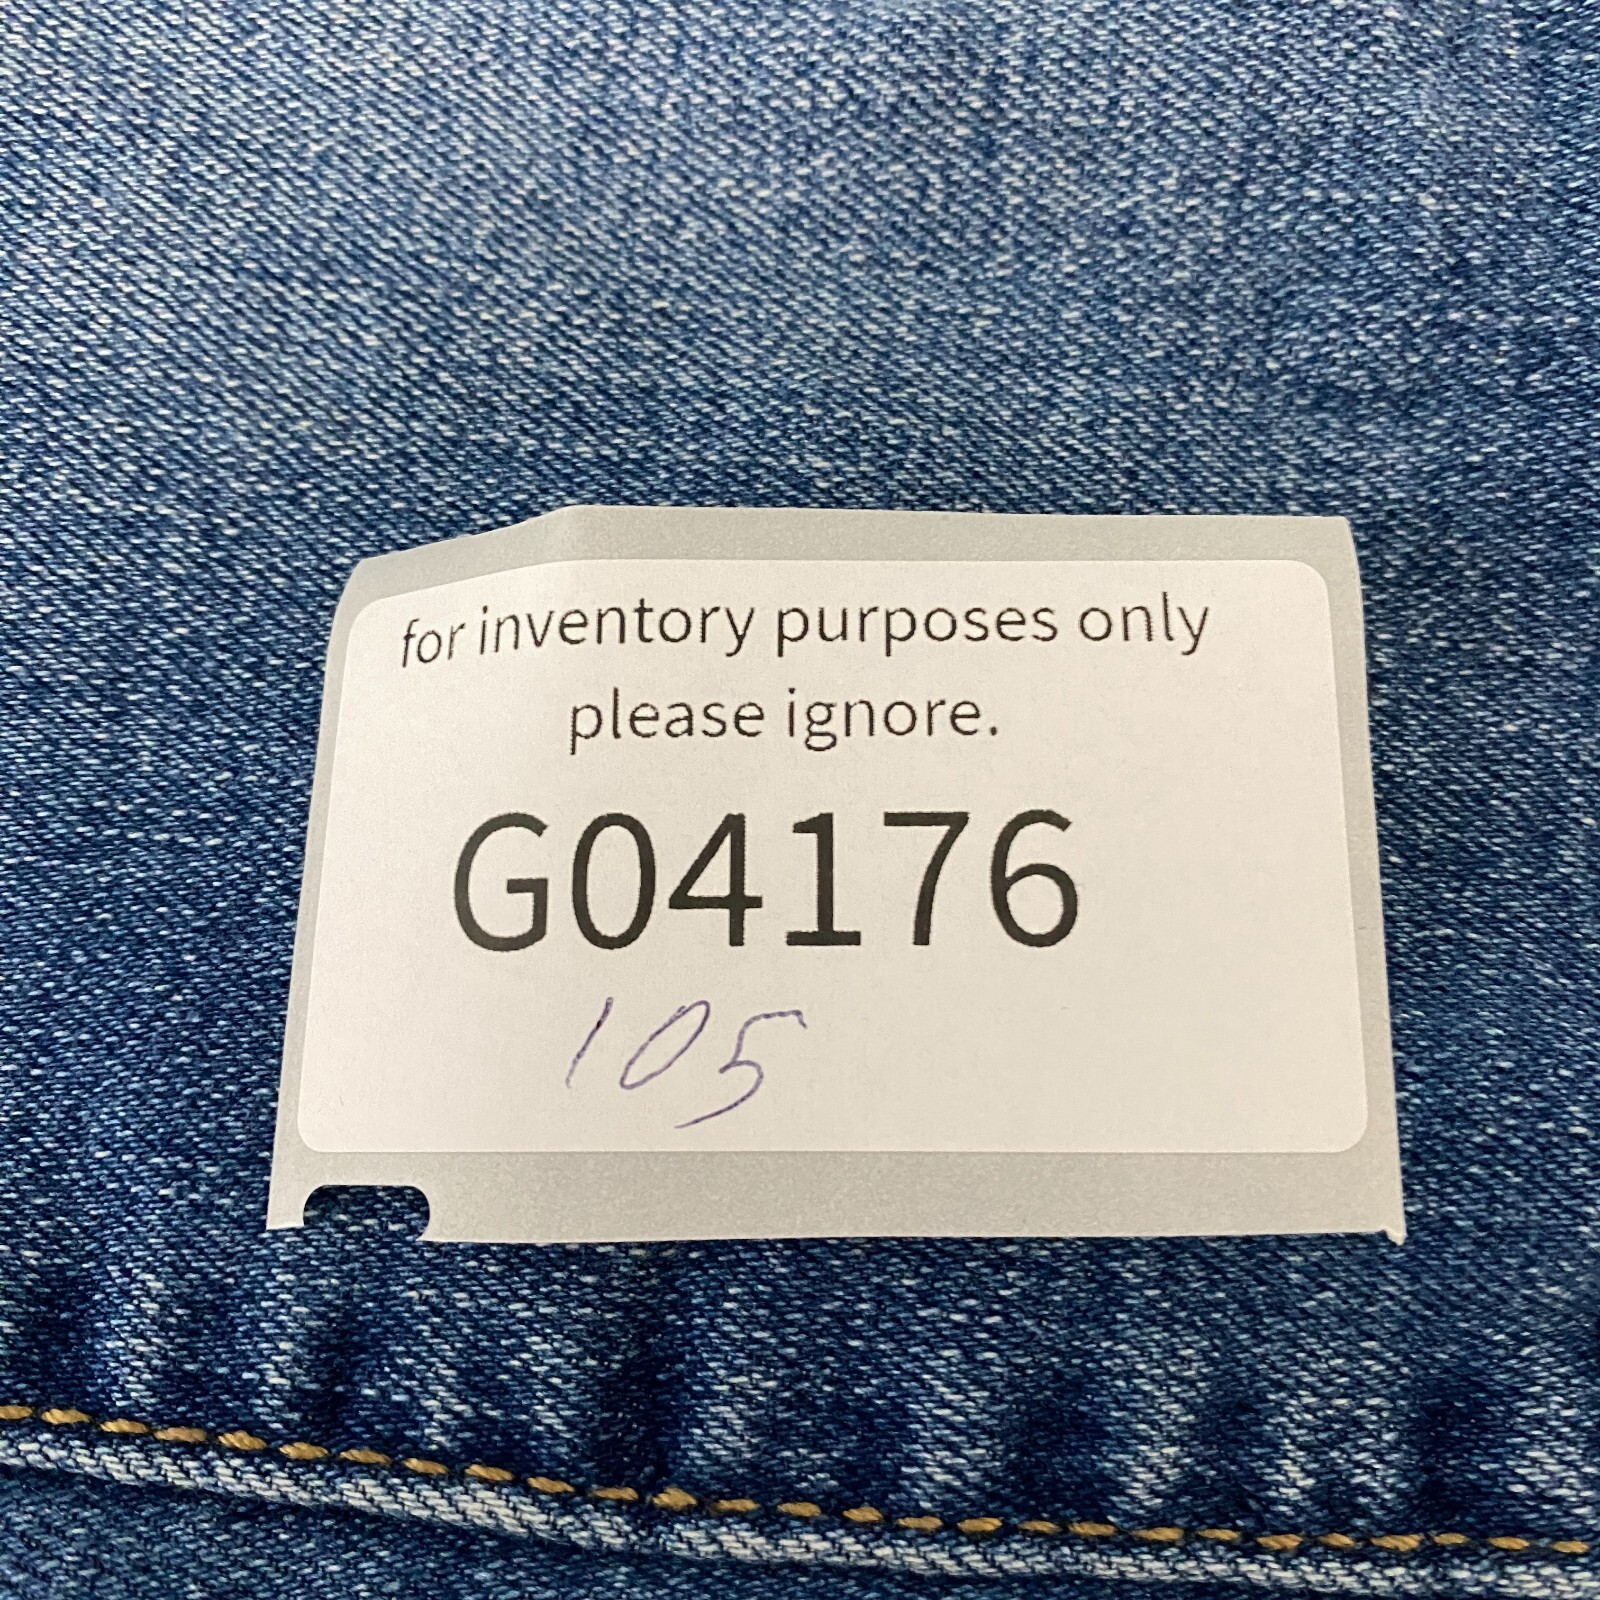 for inventory purposes only
please ignore.
G04176
105